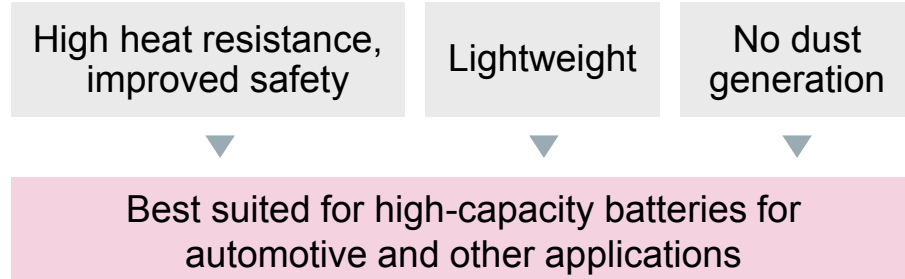 High heat resistance,
improved safety
Lightweight
No dust
generation
Best suited for high-capacity batteries for
automotive and other applications